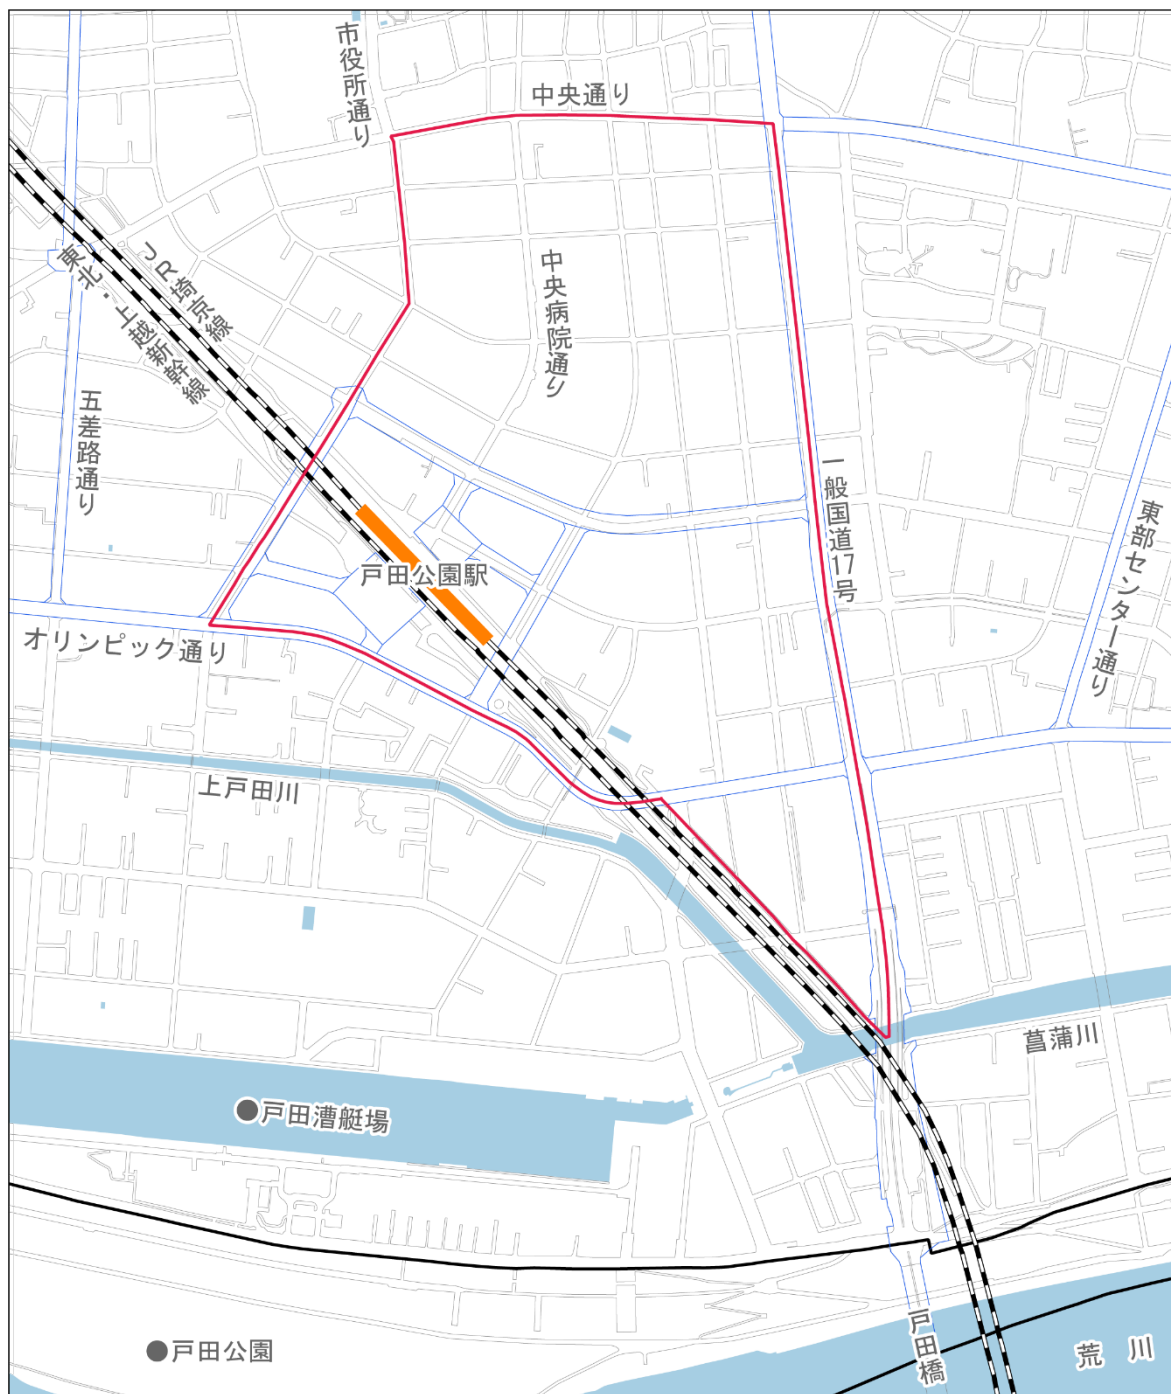 市役所通り
中央通り
JR埼京線
東北・上越新幹線
中央病院通り
五差路通り
一般国道17号
東部センター通り
戸田公園駅
オリンピック通り
上戸田川
菖蒲川
戸田漕艇場
戸田公園
戸田橋
荒川